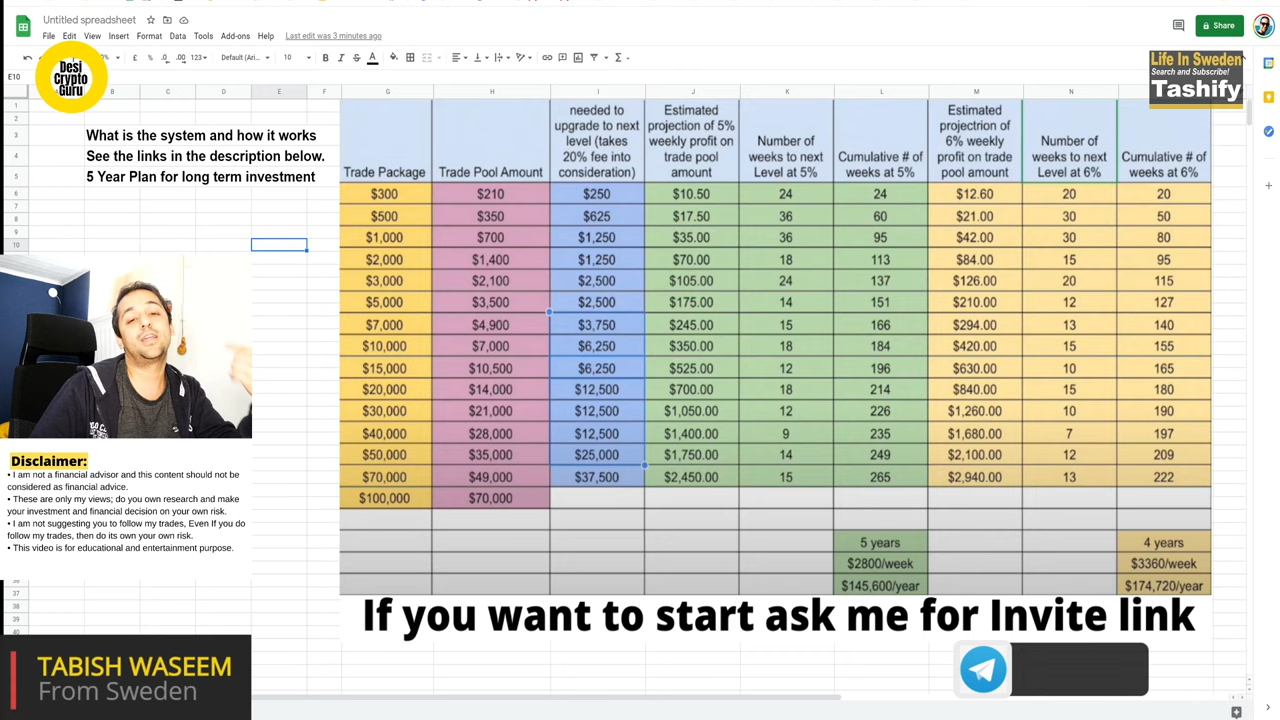 Untitled spreadsheet
File Edit View Insert Format Data Tools Add-ons Help Last edit was 3 minutes ago
Share
% 123 Default (Ari... 10 B I S A
E10
Desi
Crypto
Guru
Life In Sweden
Search and Subscribe!
Tashify
B C D E F G H I J K L M N
1
2
3
4
5
6
7
8
9
10
What is the system and how it works
See the links in the description below.
5 Year Plan for long term investment
Trade Package
Trade Pool Amount
needed to
upgrade to next
level (takes
20% fee into
consideration)
Estimated
projection of 5%
weekly profit on
trade pool
amount
Number of
weeks to next
Level at 5%
Cumulative # of
weeks at 5%
Estimated
projectrion of
6% weekly
profit on trade
pool amount
Number of
weeks to next
Level at 6%
Cumulative # of
weeks at 6%
$300 $210 $250 $10.50 24 24 $12.60 20 20
$500 $350 $625 $17.50 36 60 $21.00 30 50
$1,000 $700 $1,250 $35.00 36 95 $42.00 30 80
$2,000 $1,400 $1,250 $70.00 18 113 $84.00 15 95
$3,000 $2,100 $2,500 $105.00 24 137 $126.00 20 115
$5,000 $3,500 $2,500 $175.00 14 151 $210.00 12 127
$7,000 $4,900 $3,750 $245.00 15 166 $294.00 13 140
$10,000 $7,000 $6,250 $350.00 18 184 $420.00 15 155
$15,000 $10,500 $6,250 $525.00 12 196 $630.00 10 165
$20,000 $14,000 $12,500 $700.00 18 214 $840.00 15 180
$30,000 $21,000 $12,500 $1,050.00 12 226 $1,260.00 10 190
$40,000 $28,000 $12,500 $1,400.00 9 235 $1,680.00 7 197
$50,000 $35,000 $25,000 $1,750.00 14 249 $2,100.00 12 209
$70,000 $49,000 $37,500 $2,450.00 15 265 $2,940.00 13 222
$100,000 $70,000
5 years 4 years
$2800/week $3360/week
$145,600/year $174,720/year
Disclaimer:
• I am not a financial advisor and this content should not be
considered as financial advice.
• These are only my views; do you own research and make
your investment and financial decision on your own risk.
• I am not suggesting you to follow my trades, Even If you do
follow my trades, then do its own your own risk.
• This video is for educational and entertainment purpose.
37
38
39
If you want to start ask me for Invite link
TABISH WASEEM
From Sweden